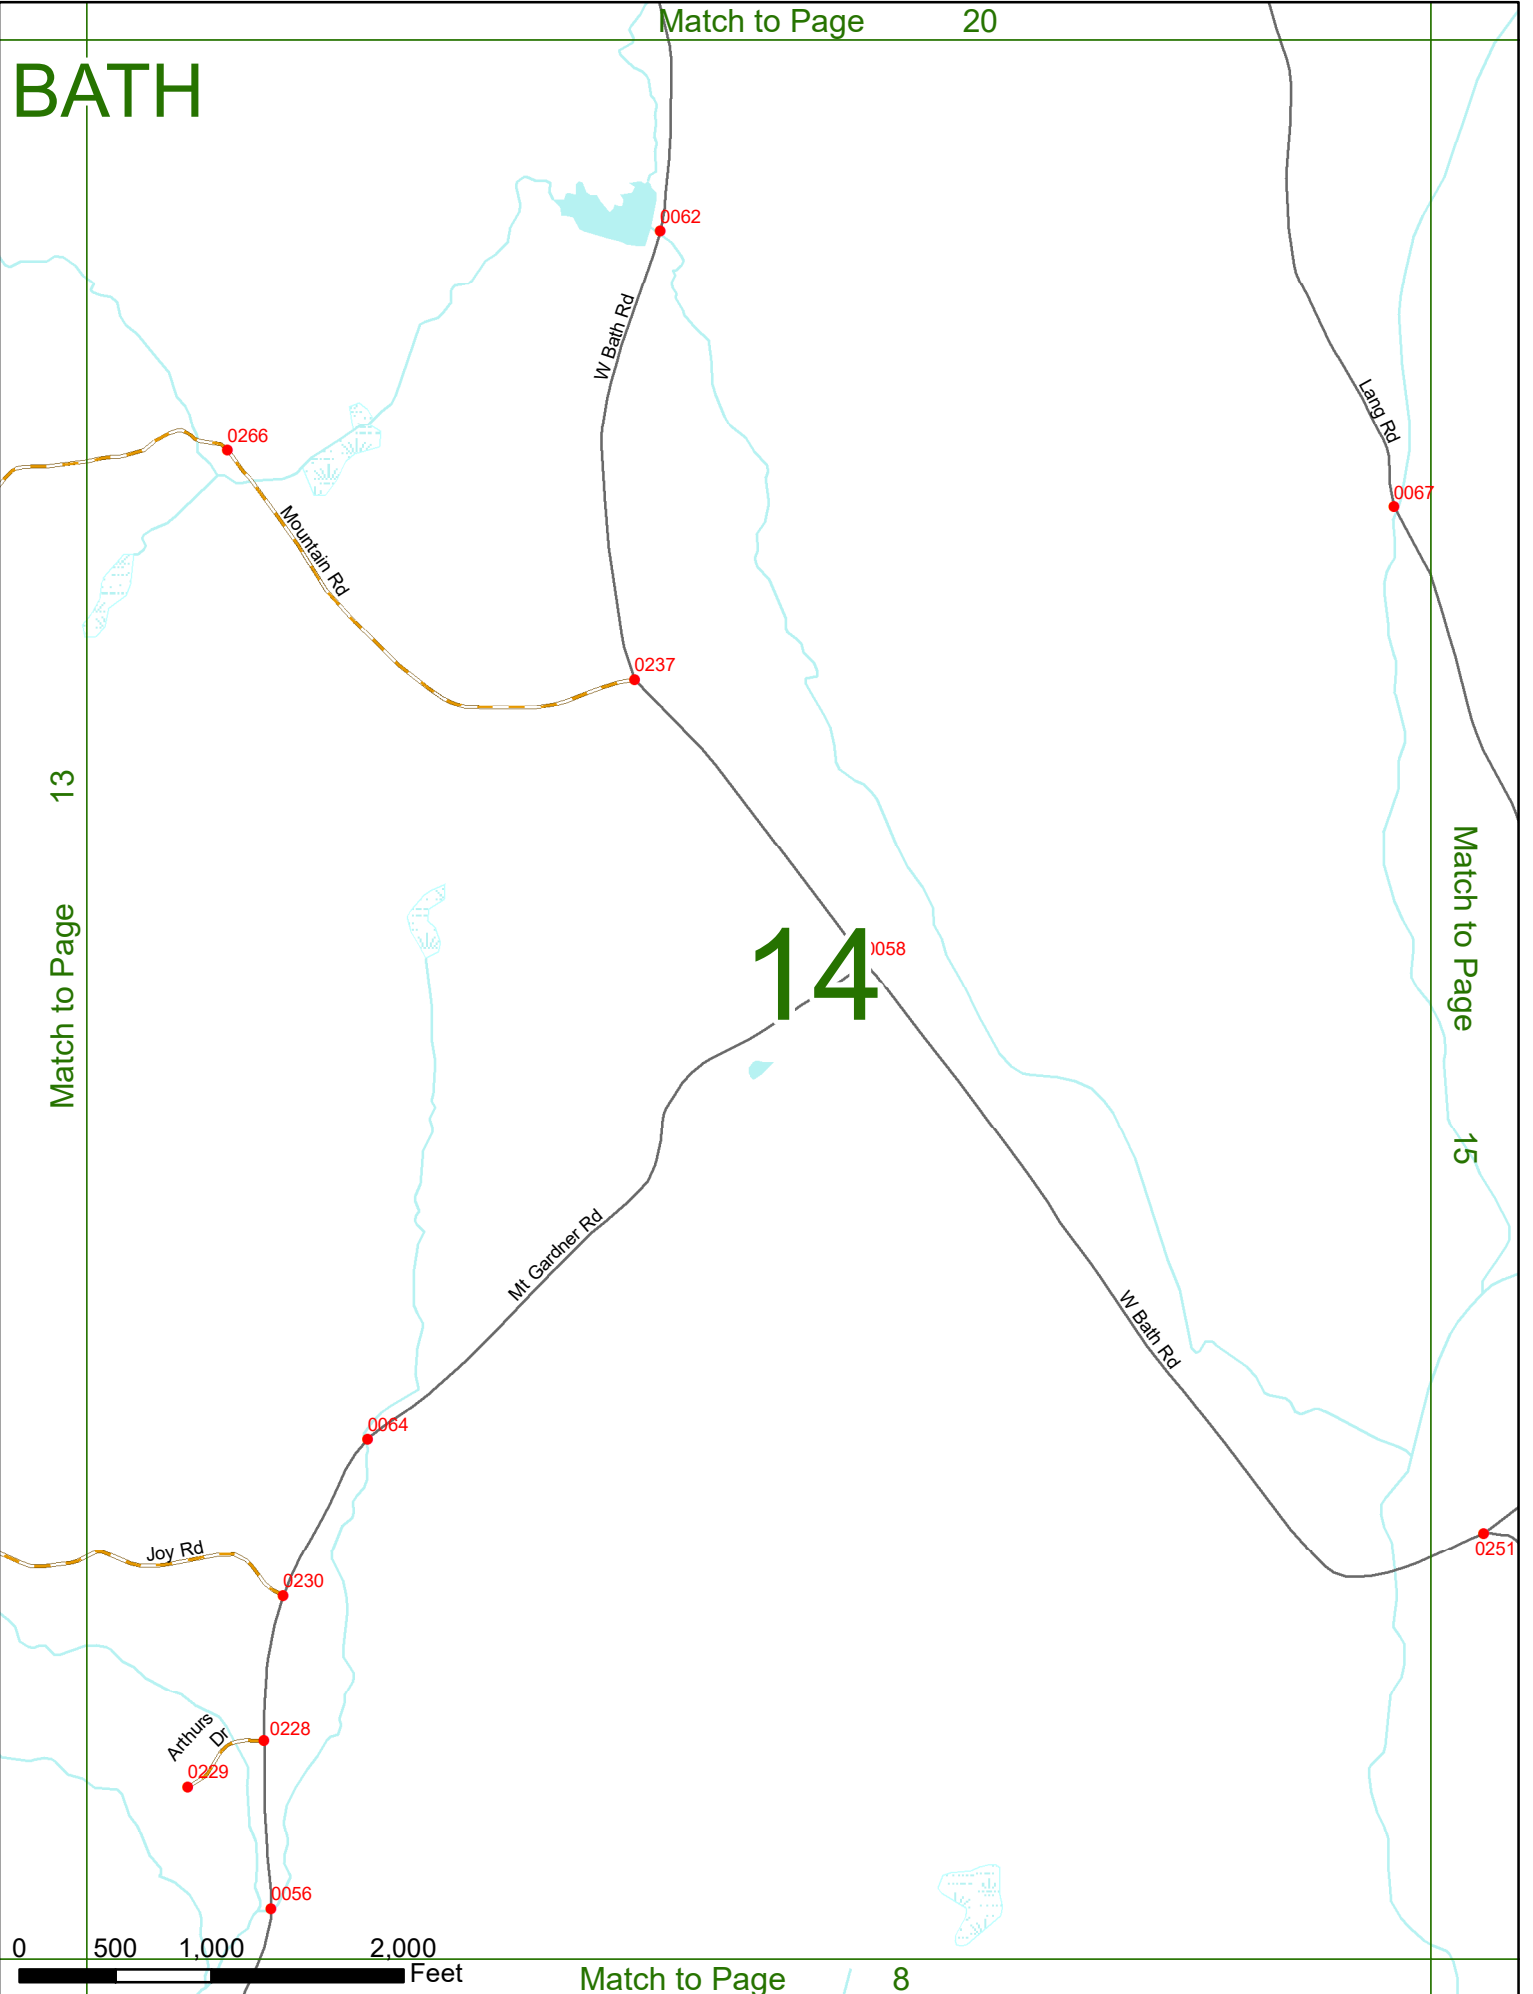 Match to Page 20
BATH
0062
W Bath Rd
Lang Rd
0266
0067
Mountain Rd
0237
Match to Page 13
Match to Page 15
14
0058
Mt Gardner Rd
W Bath Rd
0064
0251
Joy Rd
0230
Arthurs
Dr
0228
0229
0056
0 500 1,000 2,000
Feet
Match to Page 8